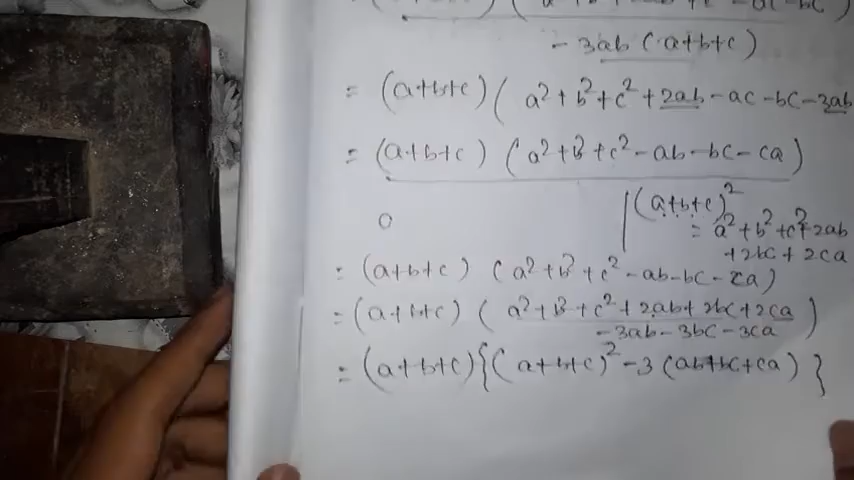 - 3ab (a+b+c)
= (a+b+c) ( a² + b² + c² + 2ab - ac - bc - 3ab
= (a+b+c) (a² + b² + c² - ab - bc - ca)
(a+b+c)²
= a² + b² + c² + 2ab
+ 2bc + 2ca
= (a+b+c) (a² + b² + c² - ab - bc - ca)
= (a+b+c) ( a² + b² + c² + 2ab + 2bc + 2ca
- 3ab - 3bc - 3ca )
= (a+b+c) { (a+b+c)² - 3 (ab+bc+ca) }